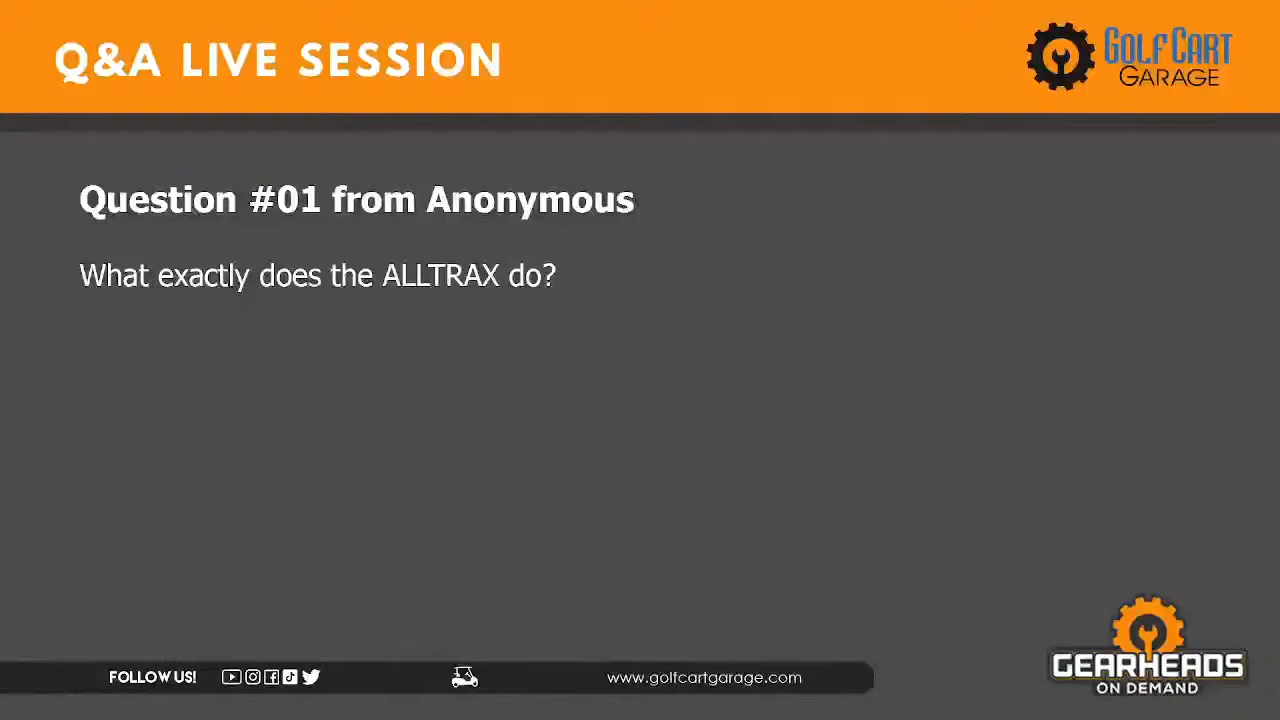 Q&A LIVE SESSION
GOLF CART
GARAGE
Question #01 from Anonymous
What exactly does the ALLTRAX do?
FOLLOW US!
www.golfcartgarage.com
GEARHEADS
ON DEMAND